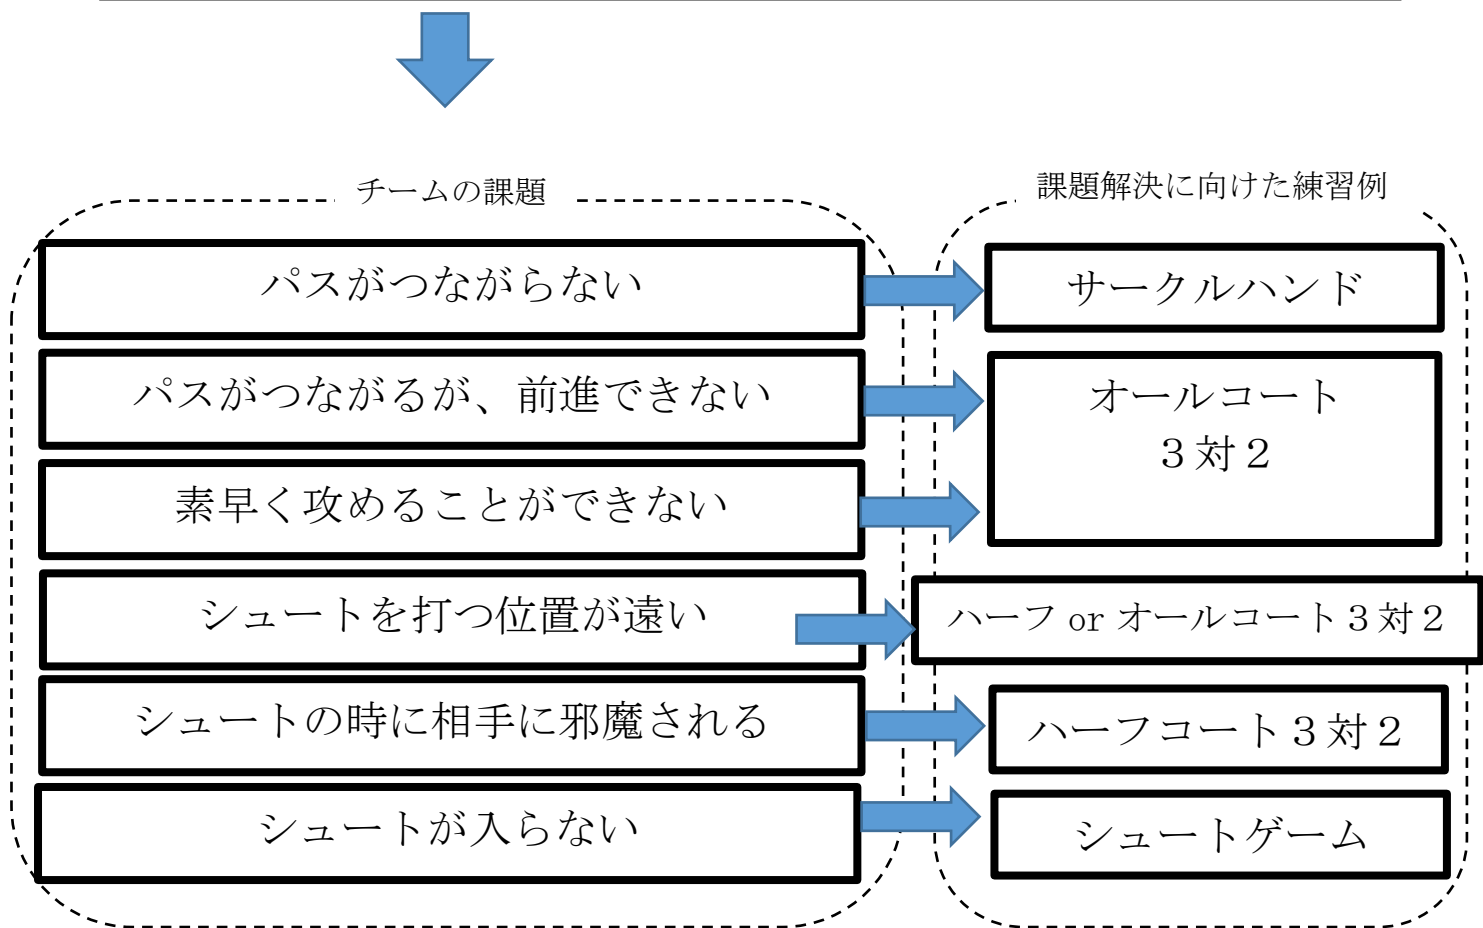 チームの課題
課題解決に向けた練習例
パスがつながらない
サークルハンド
パスがつながるが、前進できない
オールコート
３対２
素早く攻めることができない
シュートを打つ位置が遠い
ハーフ or オールコート３対２
シュートの時に相手に邪魔される
ハーフコート３対２
シュートが入らない
シュートゲーム